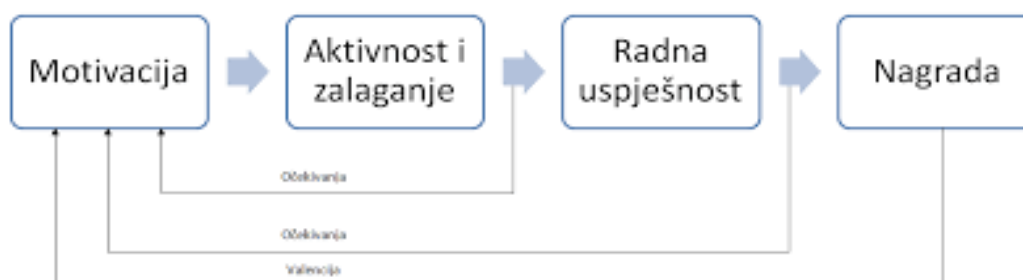 Motivacija
Aktivnost i
zalaganje
Radna
uspješnost
Nagrada
Očekivanja
Očekivanja
Valencija